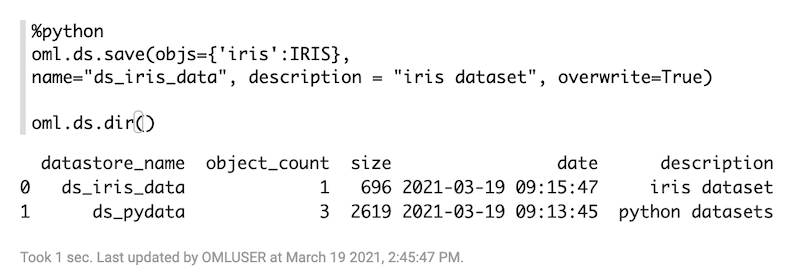 %python
oml.ds.save(objs={'iris':IRIS},
name="ds_iris_data", description = "iris dataset", overwrite=True)
oml.ds.dir()
datastore_name object_count size date description
0 ds_iris_data 1 696 2021-03-19 09:15:47 iris dataset
1 ds_pydata 3 2619 2021-03-19 09:13:45 python datasets
Took 1 sec. Last updated by OMLUSER at March 19 2021, 2:45:47 PM.